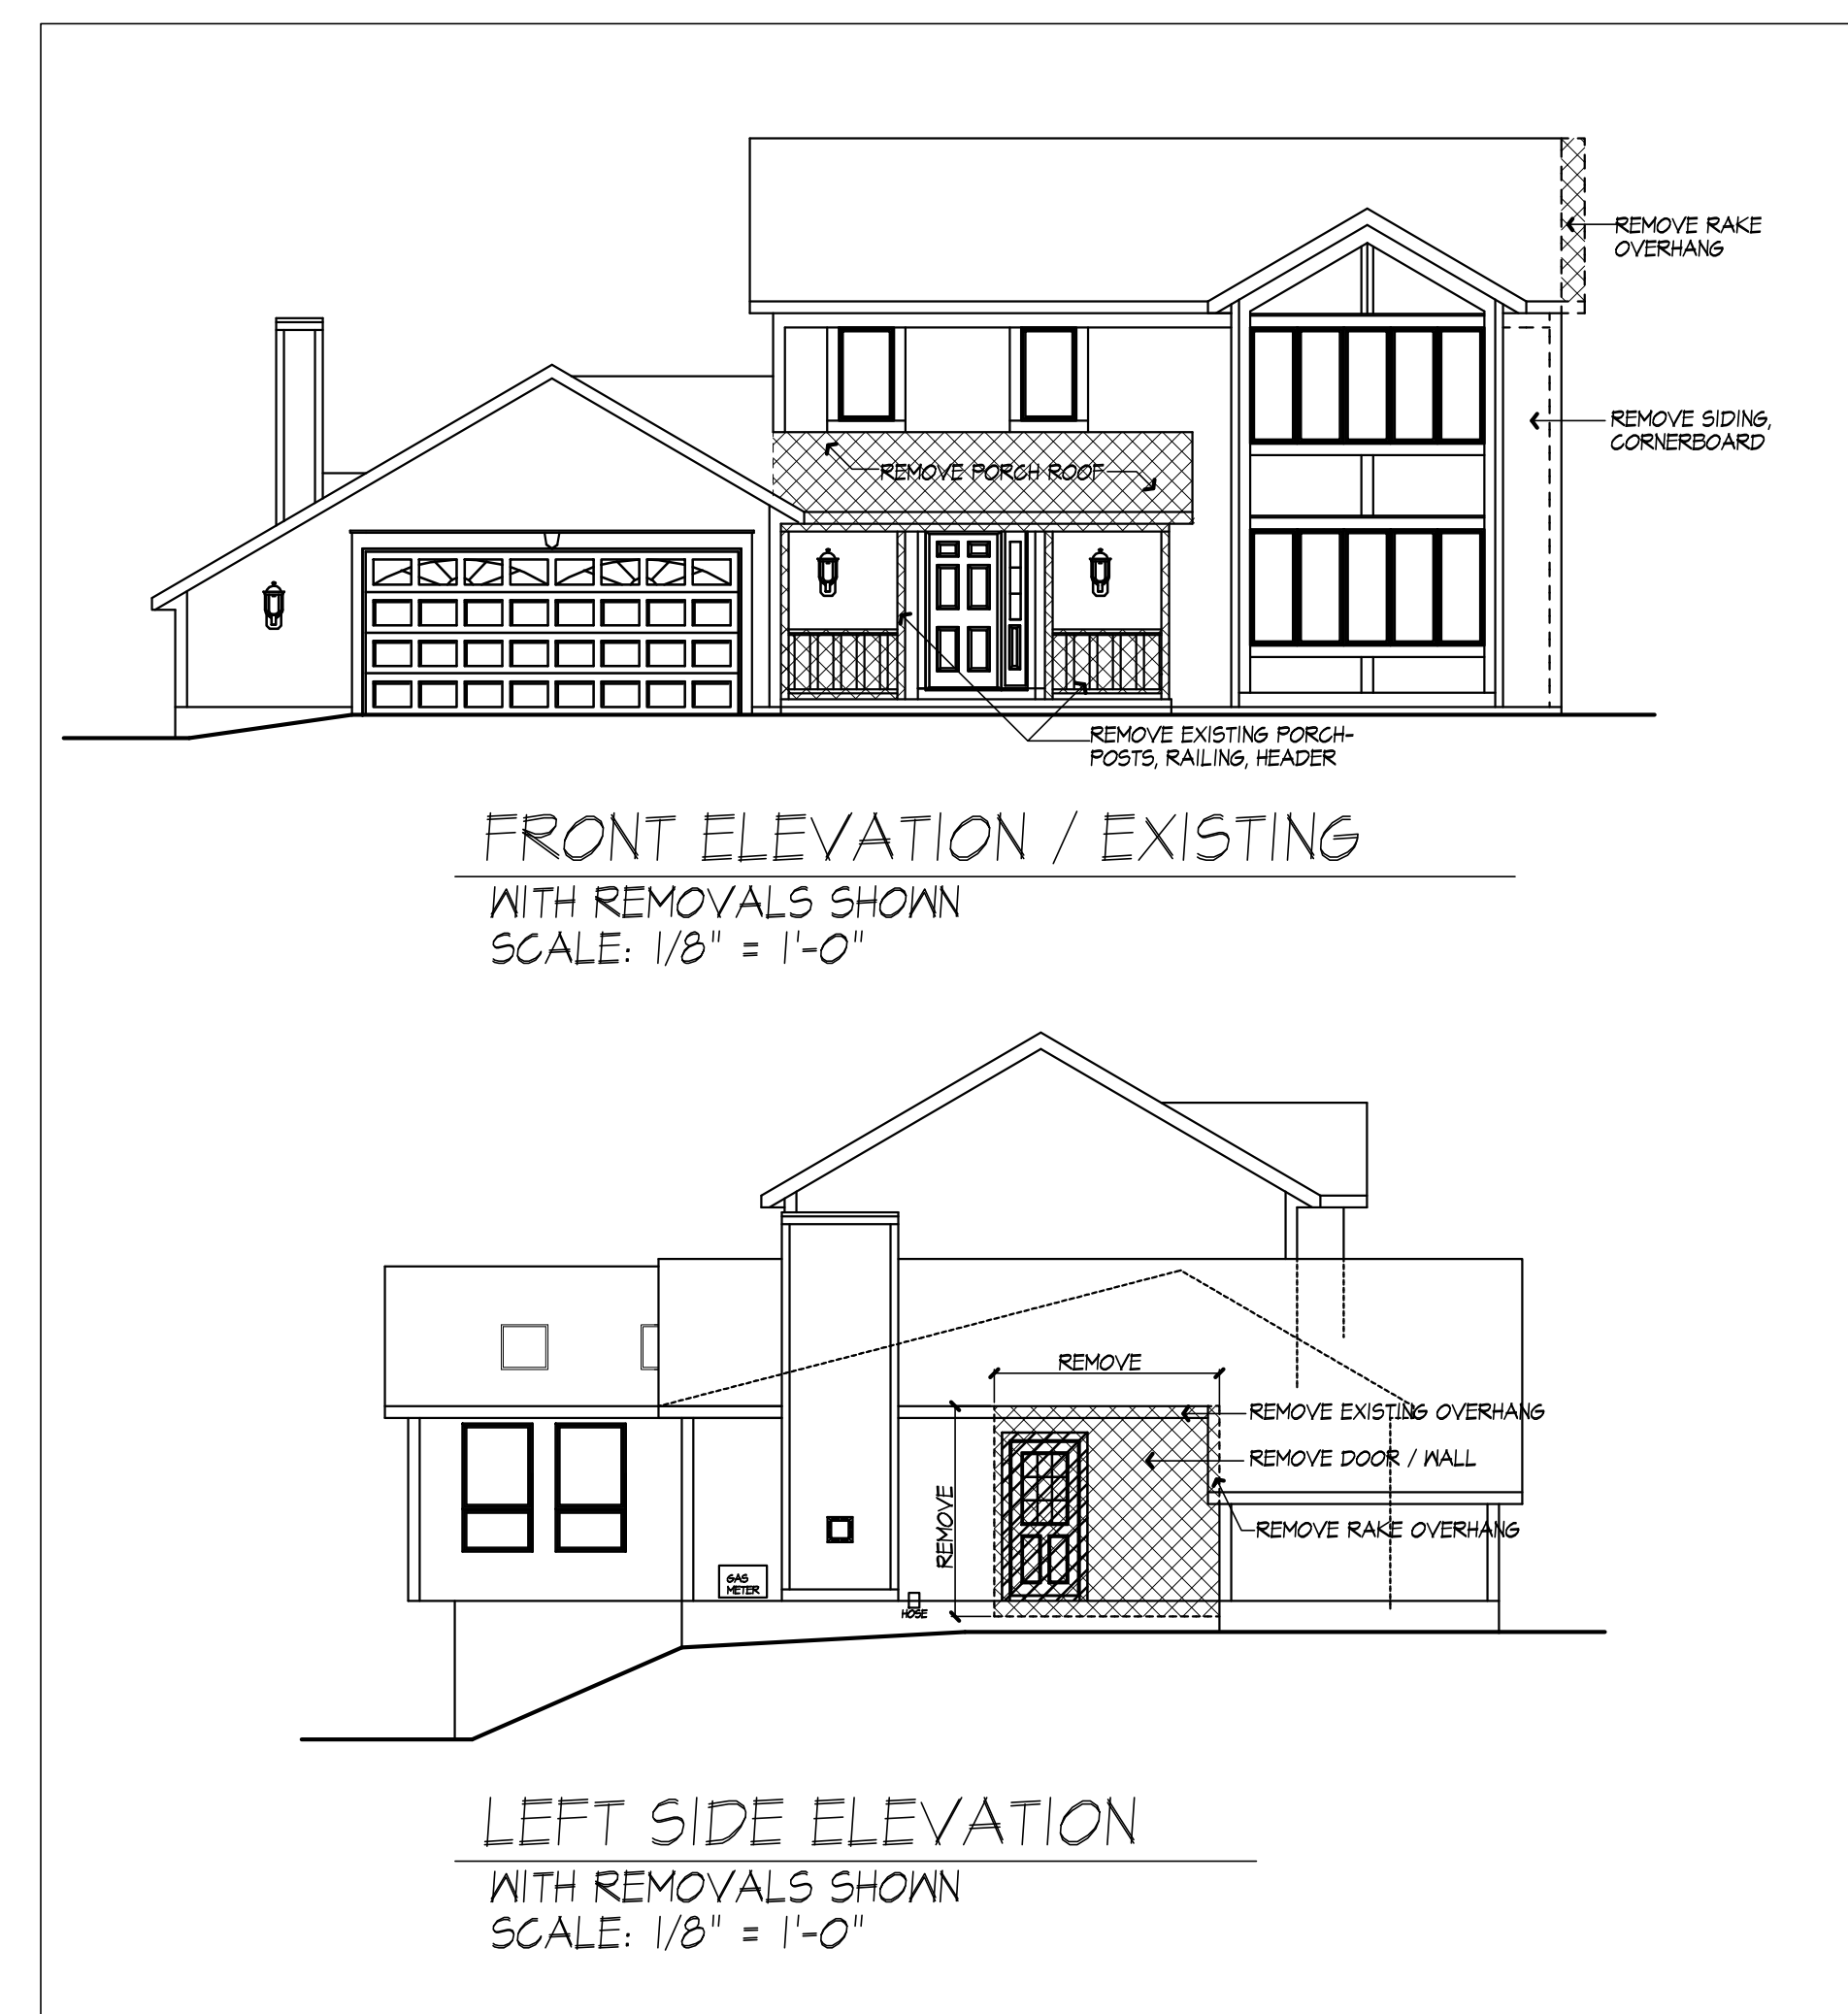 REMOVE RAKE
OVERHANG
REMOVE SIDING,
CORNERBOARD
REMOVE PORCH ROOF
REMOVE EXISTING PORCH-
POSTS, RAILING, HEADER
FRONT ELEVATION / EXISTING
WITH REMOVALS SHOWN
SCALE: 1/8" = 1'-0"
REMOVE
REMOVE EXISTING OVERHANG
REMOVE DOOR / WALL
REMOVE
REMOVE RAKE OVERHANG
GAS
METER
HOSE
LEFT SIDE ELEVATION
WITH REMOVALS SHOWN
SCALE: 1/8" = 1'-0"